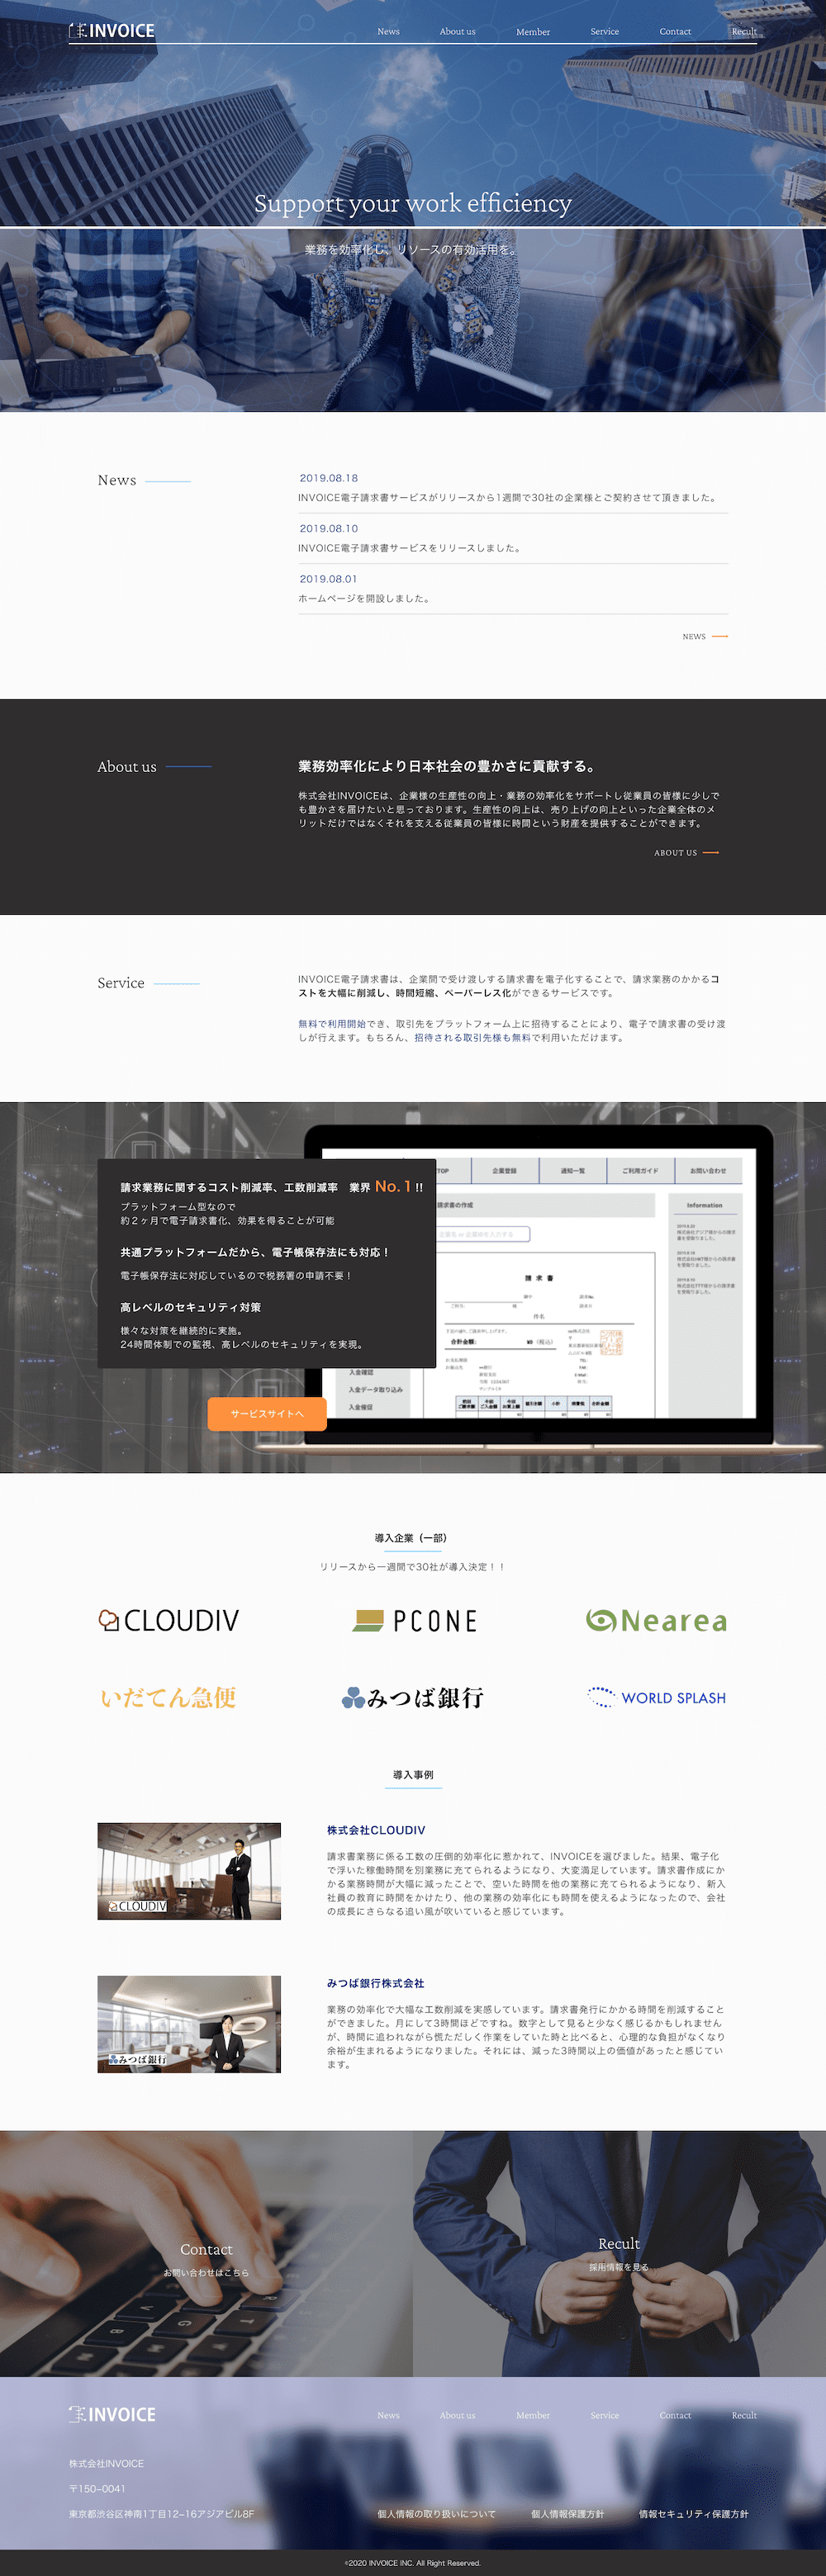 INVOICE
News
About us
Member
Service
Contact
Recult
Support your work efficiency
業務を効率化し、リソースの有効活用を。
News
2019.08.18
INVOICE電子請求書サービスがリリースから1週間で30社の企業様とご契約させて頂きました。
2019.08.10
INVOICE電子請求書サービスをリリースしました。
2019.08.01
ホームページを開設しました。
NEWS
About us
業務効率化により日本社会の豊かさに貢献する。
株式会社INVOICEは、企業様の生産性の向上・業務の効率化をサポートし従業員の皆様に少しで
も豊かさを届けたいと思っております。生産性の向上は、売り上げの向上といった企業全体のメ
リットだけではなくそれを支える従業員の皆様に時間という財産を提供することができます。
ABOUT US
Service
INVOICE電子請求書は、企業間で受け渡しする請求書を電子化することで、請求業務のかかるコ
ストを大幅に削減し、時間短縮、ペーパーレス化ができるサービスです。
無料で利用開始でき、取引先をプラットフォーム上に招待することにより、電子で請求書の受け渡
しが行えます。もちろん、招待される取引先様も無料で利用いただけます。
請求業務に関するコスト削減率、工数削減率　業界 No.1 !!
プラットフォーム型なので
約２ヶ月で電子請求書化、効果を得ることが可能
共通プラットフォームだから、電子帳保存法にも対応！
電子帳保存法に対応しているので税務署の申請不要！
高レベルのセキュリティ対策
様々な対策を継続的に実施。
24時間体制での監視、高レベルのセキュリティを実現。
サービスサイトへ
TOP
企業登録
通知一覧
ご利用ガイド
お問い合わせ
請求書の作成
Information
請 求 書
件名
合計金額:
¥0（税込）
入金確認
入金データ取り込み
入金催促
導入企業（一部）
リリースから一週間で30社が導入決定！！
CLOUDIV
PCONE
Nearea
いだてん急便
みつば銀行
WORLD SPLASH
導入事例
CLOUDIV
株式会社CLOUDIV
請求書業務に係る工数の圧倒的効率化に惹かれて、INVOICEを選びました。結果、電子化
で浮いた稼働時間を別業務に充てられるようになり、大変満足しています。請求書作成にか
かる業務時間が大幅に減ったことで、空いた時間を他の業務に充てられるようになり、新入
社員の教育に時間をかけたり、他の業務の効率化にも時間を使えるようになったので、会社
の成長にさらなる追い風が吹いていると感じています。
みつば銀行
みつば銀行株式会社
業務の効率化で大幅な工数削減を実感しています。請求書発行にかかる時間を削減すること
ができました。月にして3時間ほどですね。数字として見ると少なく感じるかもしれません
が、時間に追われながら慌ただしく作業をしていた時と比べると、心理的な負担がなくなり
余裕が生まれるようになりました。それには、減った3時間以上の価値があったと感じてい
ます。
Contact
お問い合わせはこちら
Recult
採用情報を見る
INVOICE
News
About us
Member
Service
Contact
Recult
株式会社INVOICE
〒150-0041
東京都渋谷区神南1丁目12-16アジアビル8F
個人情報の取り扱いについて
個人情報保護方針
情報セキュリティ保護方針
©2020 INVOICE INC. All Right Reserved.